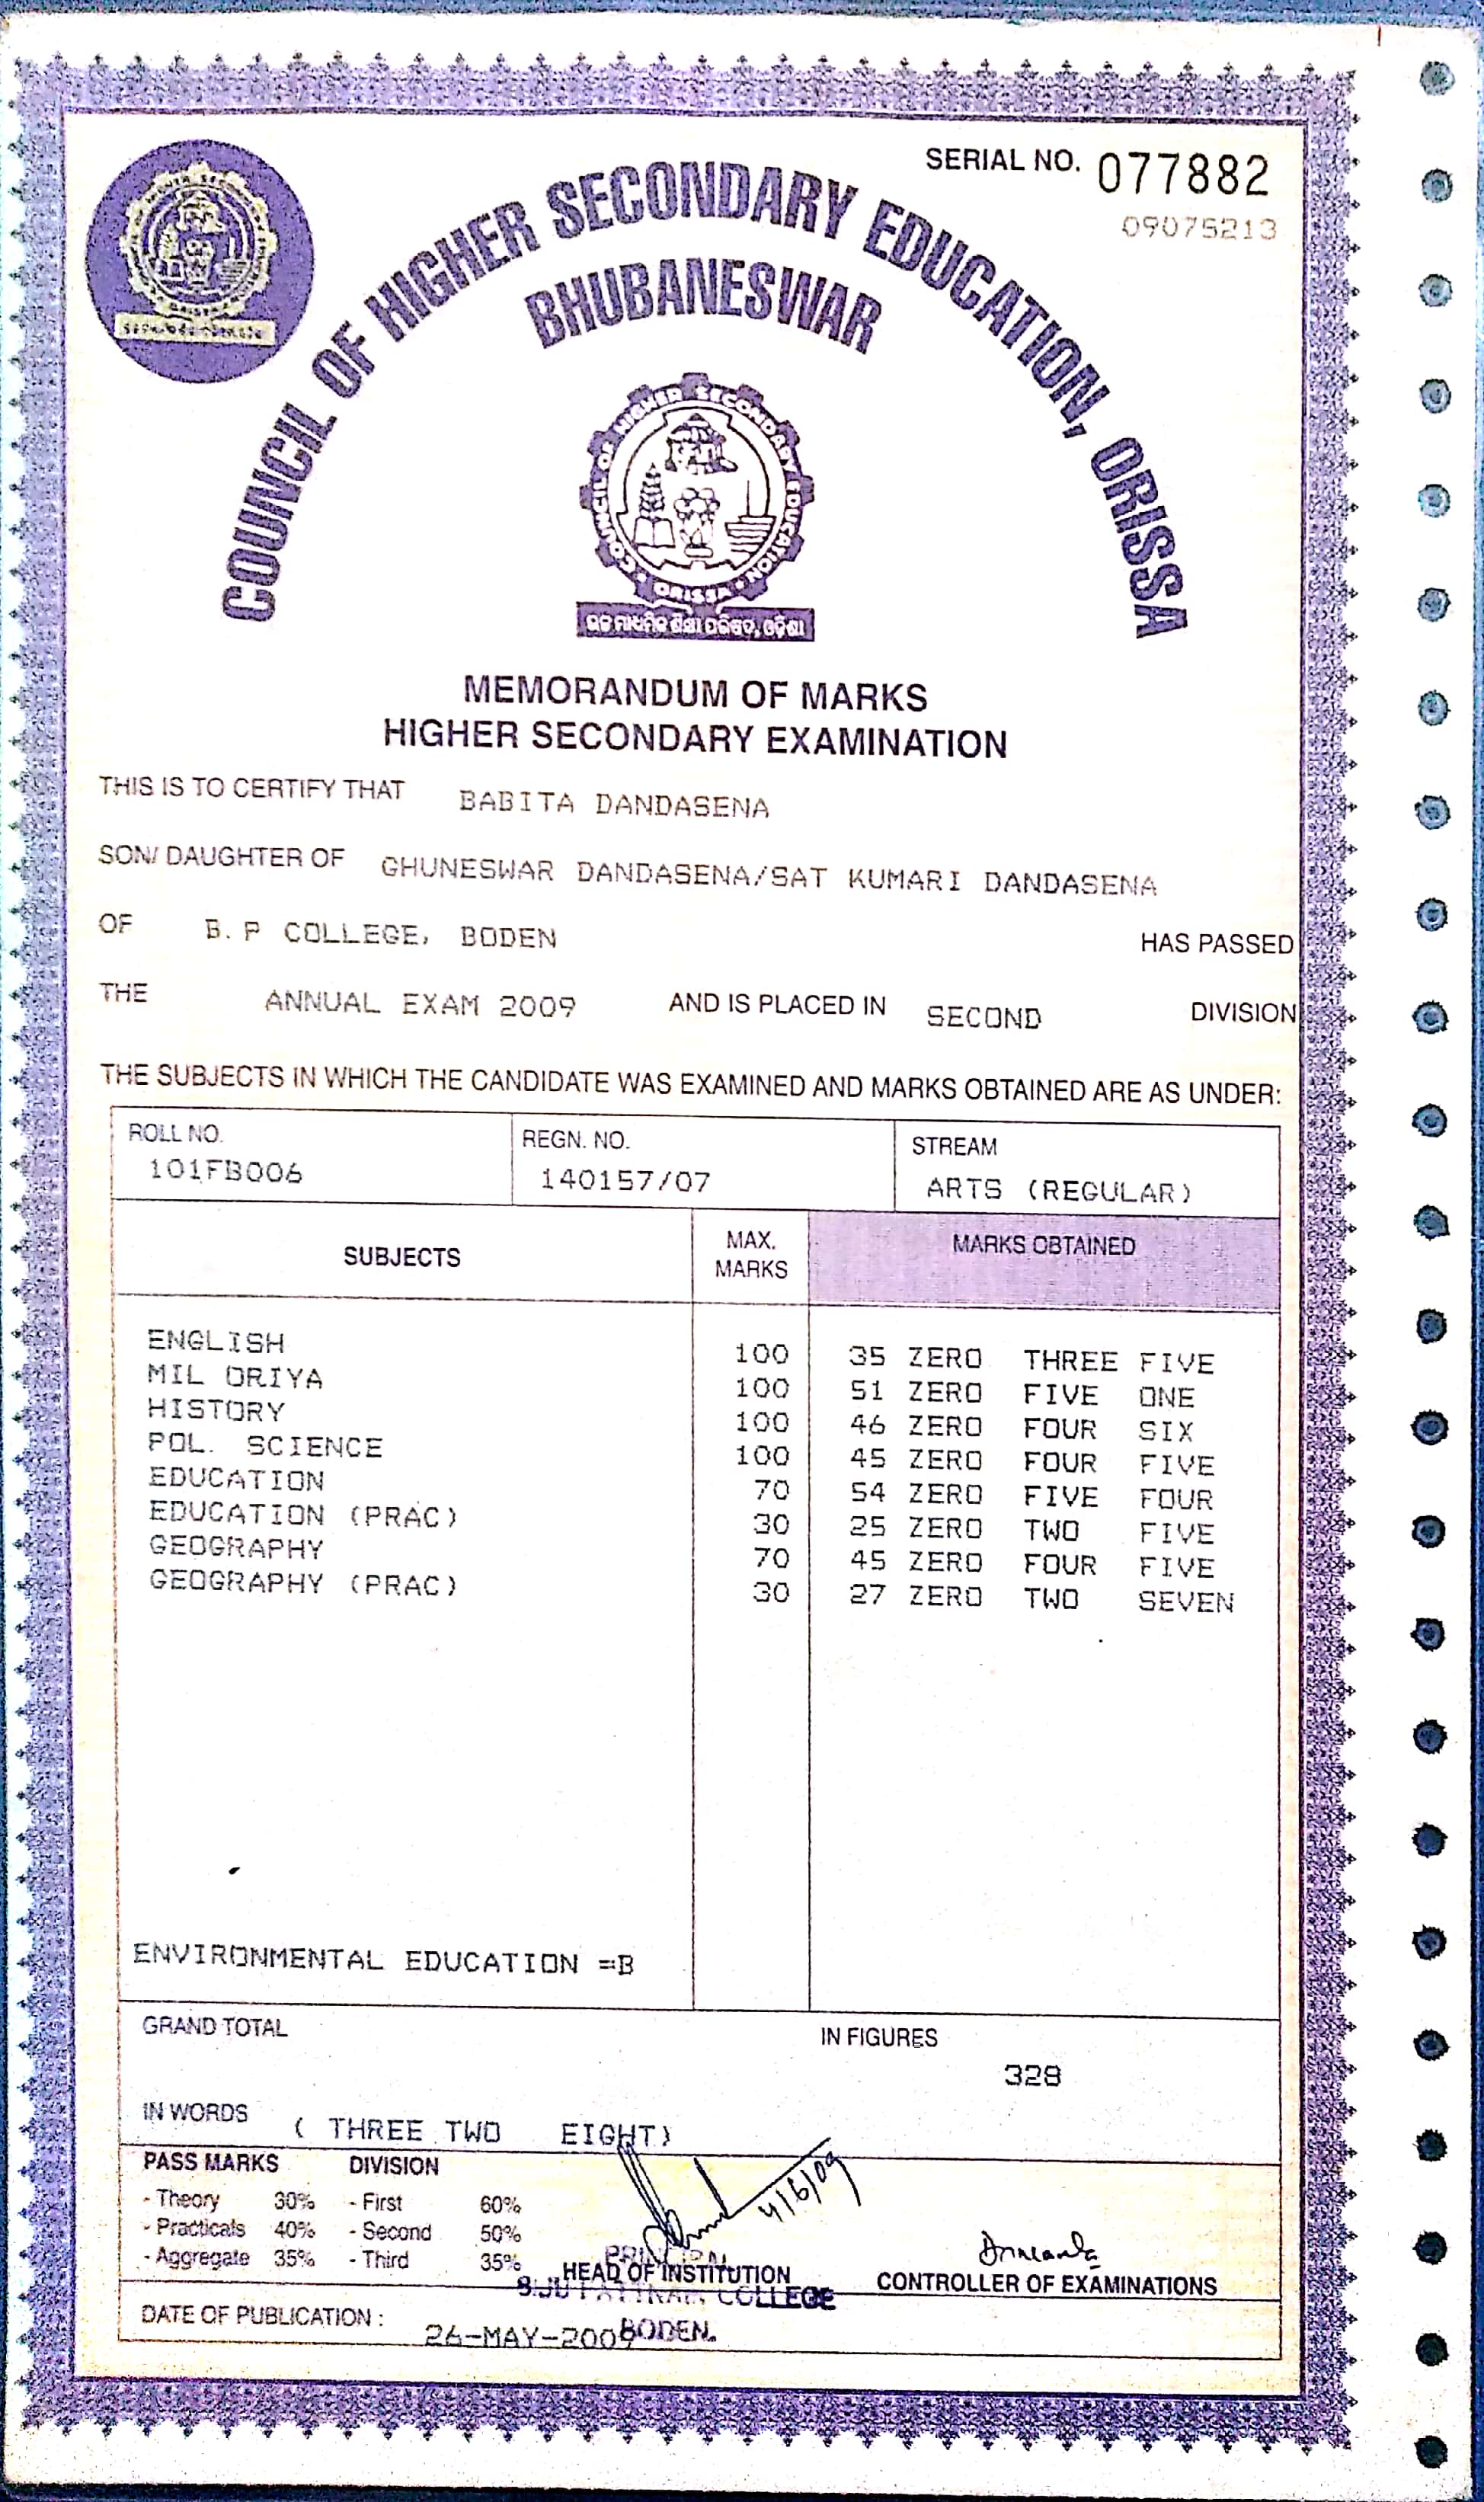 SERIAL NO. 077882
09075213
COUNCIL OF HIGHER SECONDARY EDUCATION, ORISSA
BHUBANESWAR
COUNCIL OF HIGHER SECONDARY EDUCATION
ORISSA
MEMORANDUM OF MARKS
HIGHER SECONDARY EXAMINATION
THIS IS TO CERTIFY THAT BABITA DANDASENA
SON/ DAUGHTER OF GHUNESWAR DANDASENA/SAT KUMARI DANDASENA
OF B. P COLLEGE, BODEN HAS PASSED
THE ANNUAL EXAM 2009 AND IS PLACED IN SECOND DIVISION
THE SUBJECTS IN WHICH THE CANDIDATE WAS EXAMINED AND MARKS OBTAINED ARE AS UNDER:
ROLL NO. REGN. NO. STREAM
101FB006 140157/07 ARTS (REGULAR)
SUBJECTS MAX. MARKS MARKS OBTAINED
ENGLISH 100 35 ZERO THREE FIVE
MIL ORIYA 100 51 ZERO FIVE ONE
HISTORY 100 46 ZERO FOUR SIX
POL. SCIENCE 100 45 ZERO FOUR FIVE
EDUCATION 70 54 ZERO FIVE FOUR
EDUCATION (PRAC) 30 25 ZERO TWO FIVE
GEOGRAPHY 70 45 ZERO FOUR FIVE
GEOGRAPHY (PRAC) 30 27 ZERO TWO SEVEN
ENVIRONMENTAL EDUCATION =B
GRAND TOTAL IN FIGURES
328
IN WORDS ( THREE TWO EIGHT)
PASS MARKS DIVISION
- Theory 30% - First 60%
- Practicals 40% - Second 50%
- Aggregate 35% - Third 35%
4/6/09
PRINCIPAL
HEAD OF INSTITUTION CONTROLLER OF EXAMINATIONS
COLLEGE
BODEN.
DATE OF PUBLICATION : 26-MAY-2009